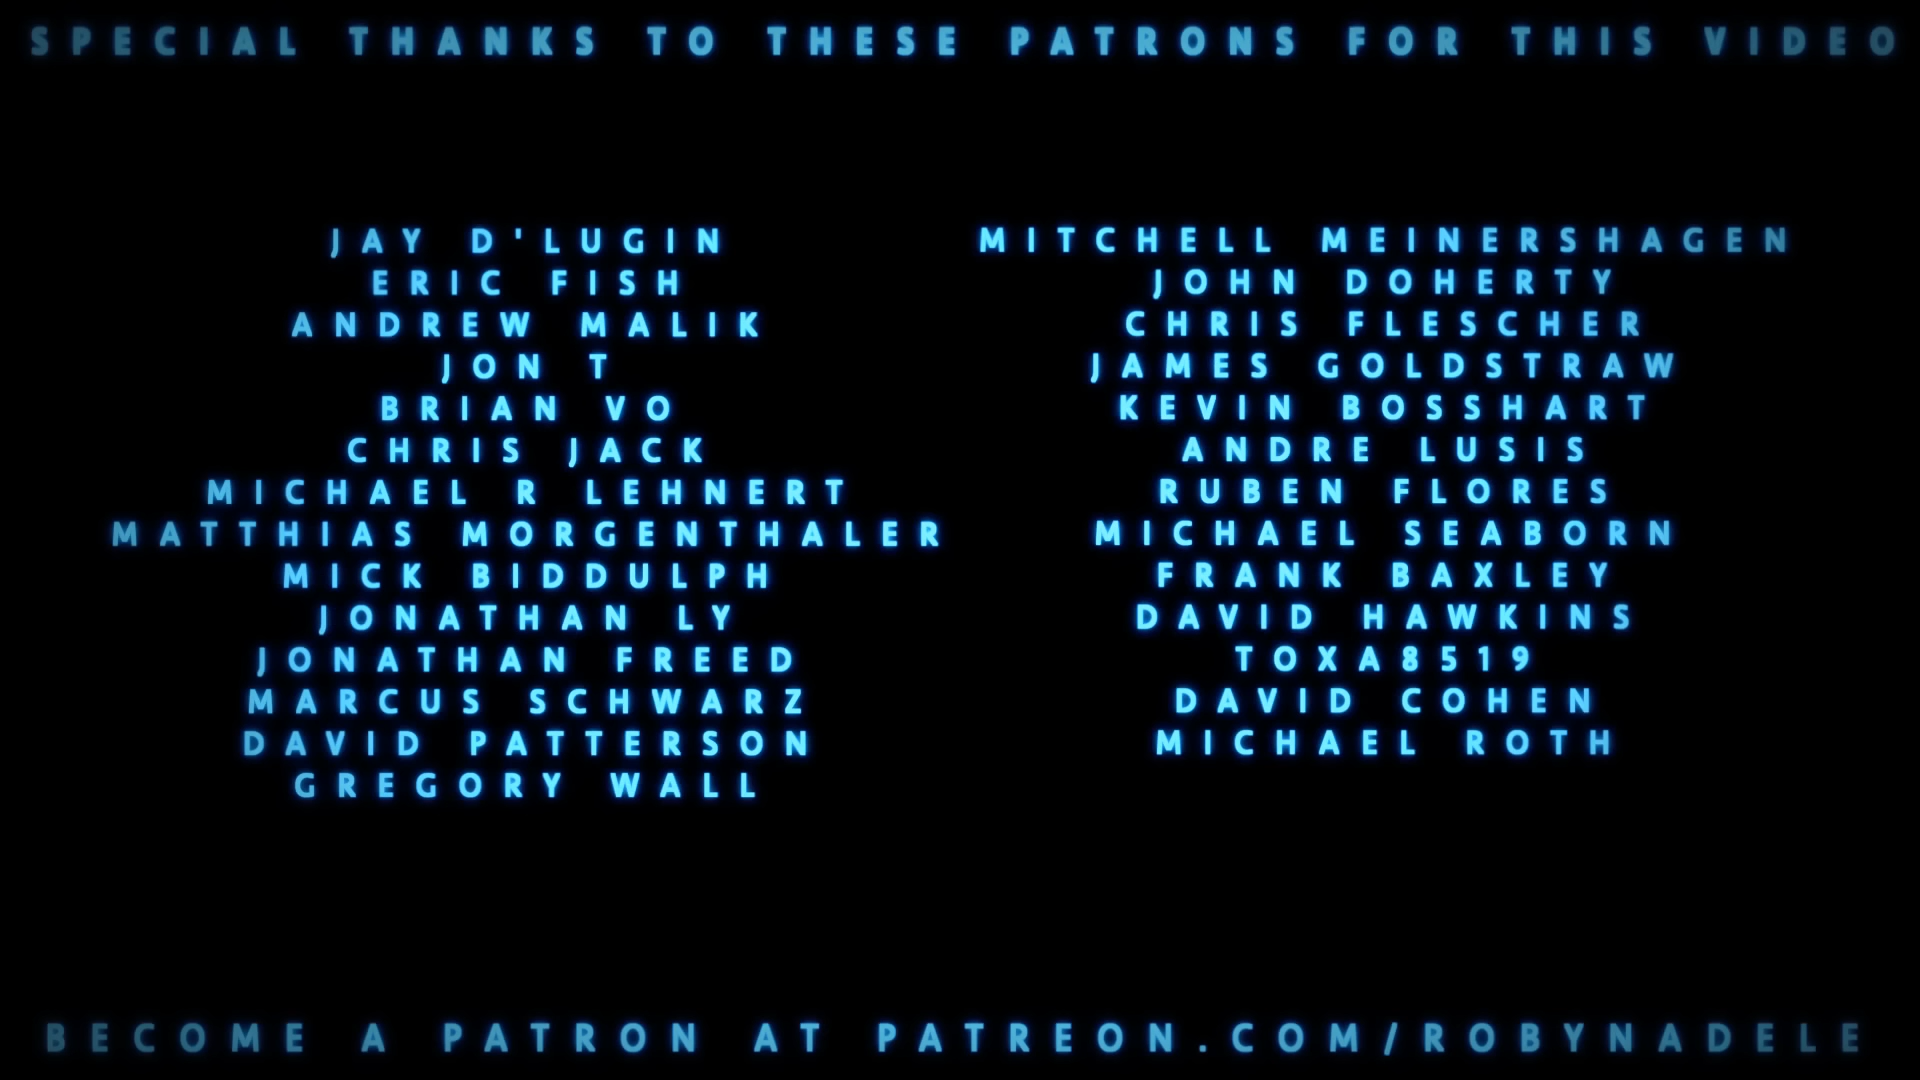 SPECIAL THANKS TO THESE PATRONS FOR THIS VIDEO
JAY D'LUGIN
ERIC FISH
ANDREW MALIK
JON T
BRIAN VO
CHRIS JACK
MICHAEL R LEHNERT
MATTHIAS MORGENTHALER
MICK BIDDULPH
JONATHAN LY
JONATHAN FREED
MARCUS SCHWARZ
DAVID PATTERSON
GREGORY WALL
MITCHELL MEINERSHAGEN
JOHN DOHERTY
CHRIS FLESCHER
JAMES GOLDSTRAW
KEVIN BOSSHART
ANDRE LUSIS
RUBEN FLORES
MICHAEL SEABORN
FRANK BAXLEY
DAVID HAWKINS
TOXA8519
DAVID COHEN
MICHAEL ROTH
BECOME A PATRON AT PATREON.COM/ROBYNADELE